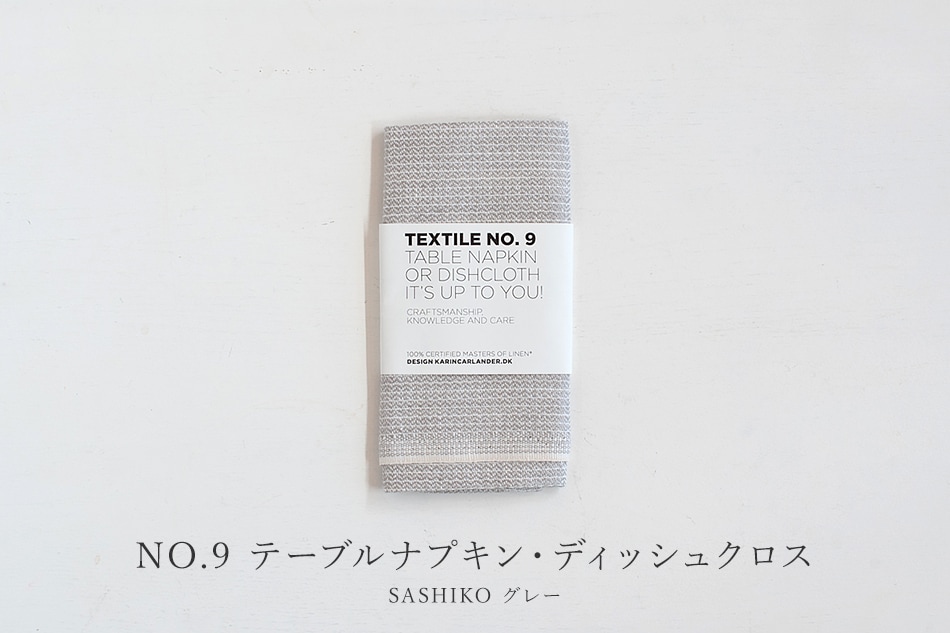 TEXTILE NO. 9
TABLE NAPKIN
OR DISHCLOTH
IT'S UP TO YOU!
CRAFTSMANSHIP,
KNOWLEDGE AND CARE
100% CERTIFIED MASTERS OF LINEN®
DESIGN KARINCARLANDER.DK
NO.9 テーブルナプキン・ディッシュクロス
SASHIKO グレー